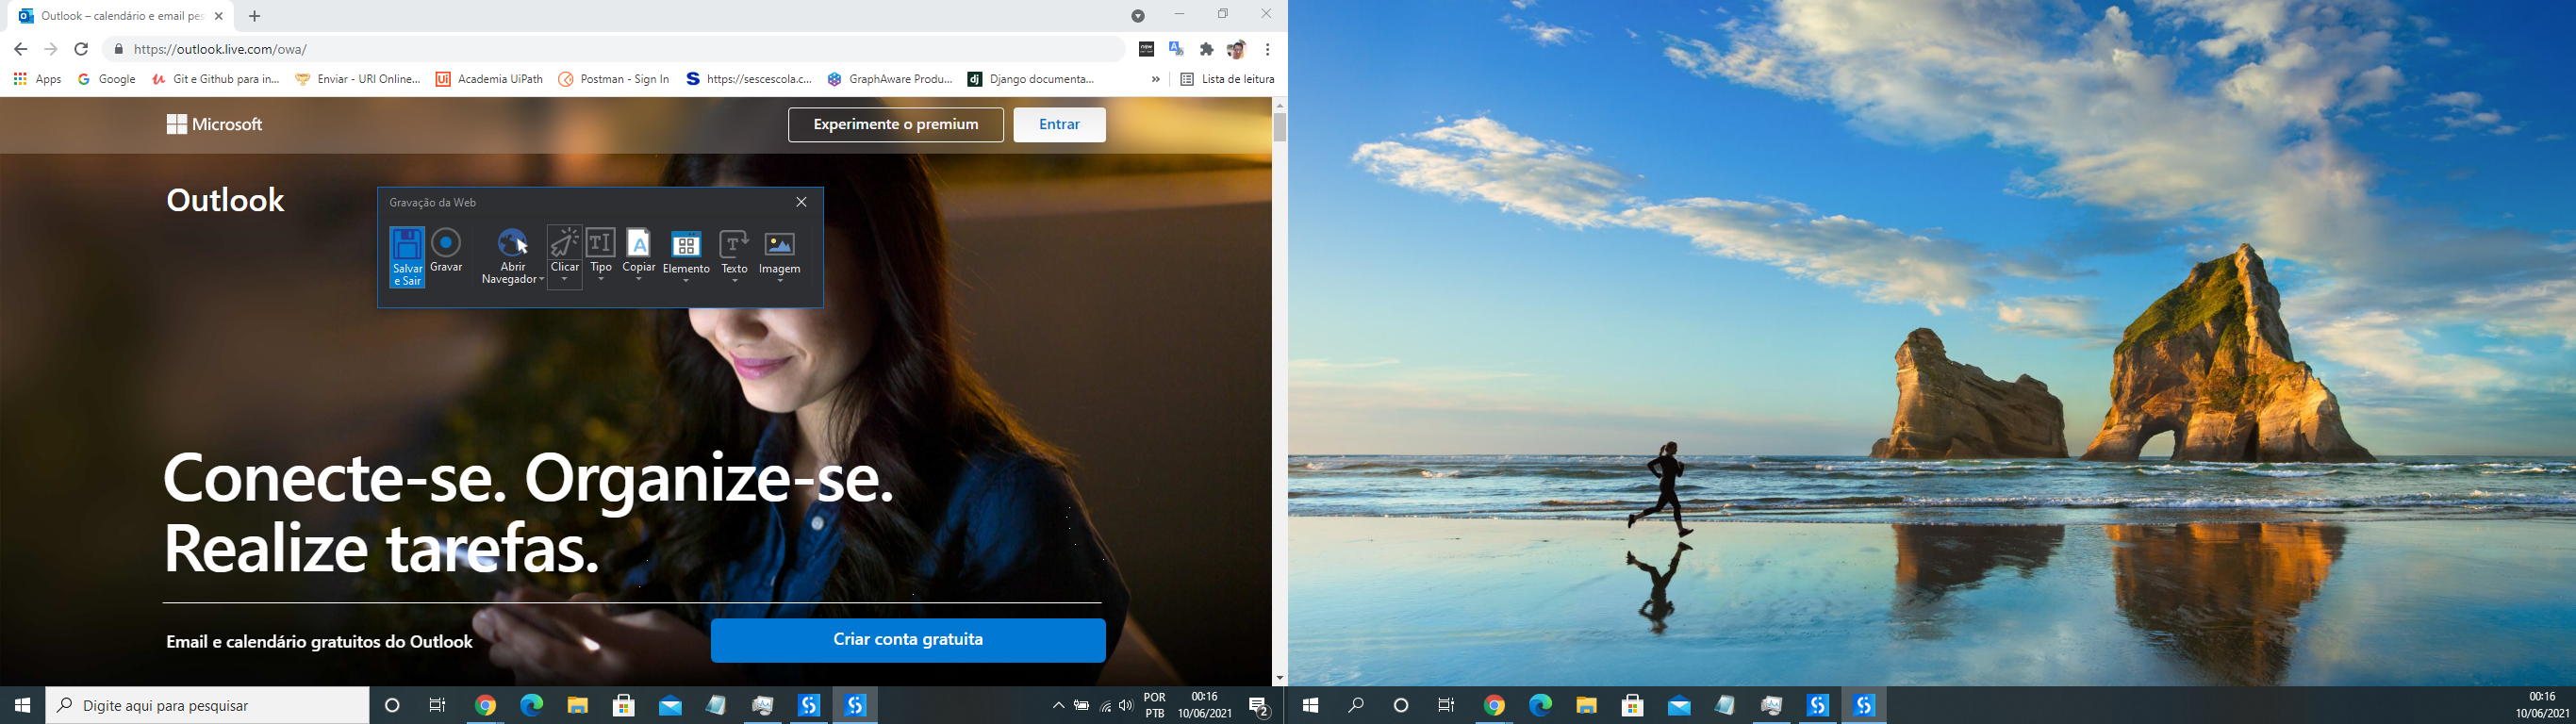 Outlook – calendário e email pes
https://outlook.live.com/owa/
Apps Google Git e Github para in... Enviar - URI Online... Academia UiPath Postman - Sign In https://sescescola.c... GraphAware Produ... Django documenta... » Lista de leitura
Microsoft
Experimente o premium
Entrar
Outlook
Gravação da Web
Salvar e Sair
Gravar
Abrir Navegador
Clicar
Tipo
Copiar
Elemento
Texto
Imagem
Conecte-se. Organize-se.
Realize tarefas.
Email e calendário gratuitos do Outlook
Criar conta gratuita
Digite aqui para pesquisar
POR
PTB
00:16
10/06/2021
2
00:16
10/06/2021